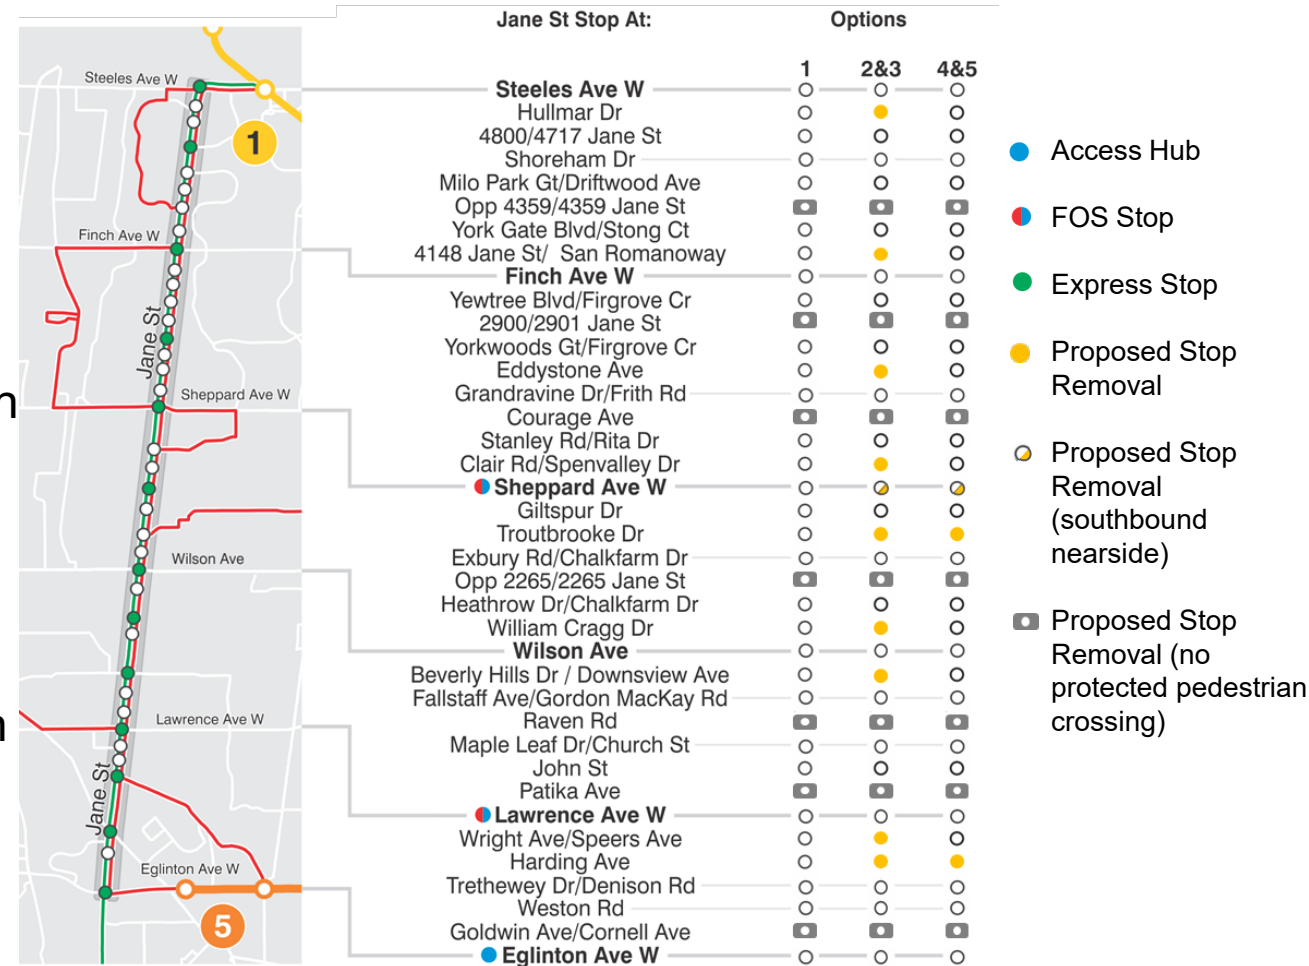 Jane St Stop At:
Options
1
2&3
4&5
Steeles Ave W
Hullmar Dr
4800/4717 Jane St
Shoreham Dr
Milo Park Gt/Driftwood Ave
Opp 4359/4359 Jane St
York Gate Blvd/Stong Ct
4148 Jane St/ San Romanoway
Finch Ave W
Yewtree Blvd/Firgrove Cr
2900/2901 Jane St
Yorkwoods Gt/Firgrove Cr
Eddystone Ave
Grandravine Dr/Frith Rd
Courage Ave
Stanley Rd/Rita Dr
Clair Rd/Spenvalley Dr
Sheppard Ave W
Giltspur Dr
Troutbrooke Dr
Exbury Rd/Chalkfarm Dr
Opp 2265/2265 Jane St
Heathrow Dr/Chalkfarm Dr
William Cragg Dr
Wilson Ave
Beverly Hills Dr / Downsview Ave
Fallstaff Ave/Gordon MacKay Rd
Raven Rd
Maple Leaf Dr/Church St
John St
Patika Ave
Lawrence Ave W
Wright Ave/Speers Ave
Harding Ave
Trethewey Dr/Denison Rd
Weston Rd
Goldwin Ave/Cornell Ave
Eglinton Ave W
Steeles Ave W
1
Finch Ave W
Jane St
Sheppard Ave W
Wilson Ave
Lawrence Ave W
Jane St
Eglinton Ave W
5
n
n
Access Hub
FOS Stop
Express Stop
Proposed Stop
Removal
Proposed Stop
Removal
(southbound
nearside)
Proposed Stop
Removal (no
protected pedestrian
crossing)